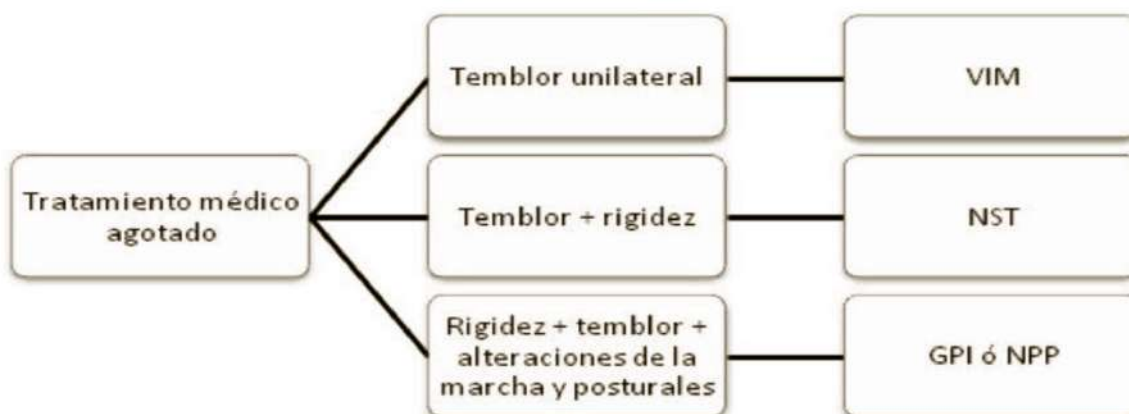 Temblor unilateral
VIM
Tratamiento médico
agotado
Temblor + rigidez
NST
Rigidez + temblor +
alteraciones de la
marcha y posturales
GPI ó NPP